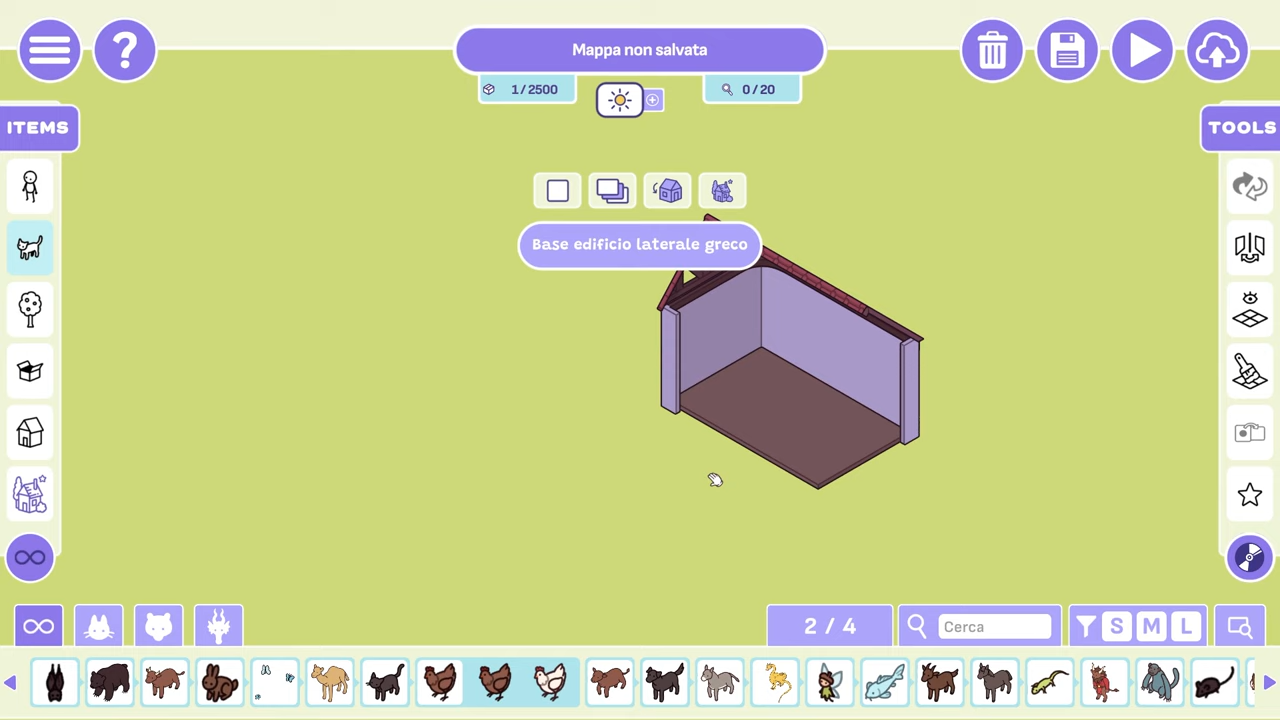 Mappa non salvata
1/2500
0/20
ITEMS
TOOLS
Base edificio laterale greco
2/4
Cerca
S
M
L